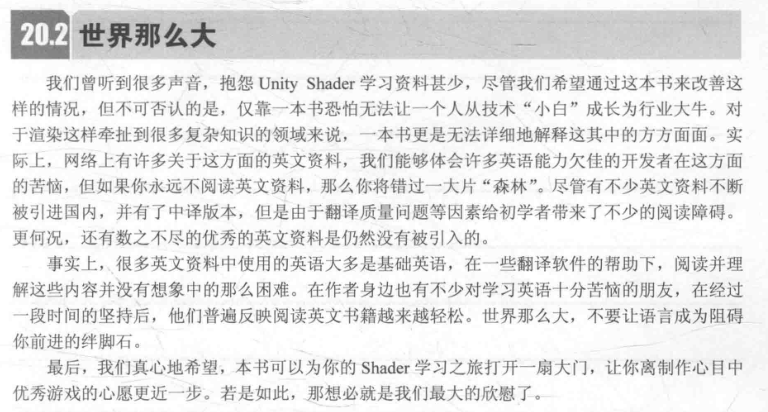 20.2 世界那么大
我们曾听到很多声音，抱怨 Unity Shader 学习资料甚少，尽管我们希望通过这本书来改善这
样的情况，但不可否认的是，仅靠一本书恐怕无法让一个人从技术“小白”成长为行业大牛。对
于渲染这样牵扯到很多复杂知识的领域来说，一本书更是无法详细地解释这其中的方方面面。实
际上，网络上有许多关于这方面的英文资料，我们能够体会许多英语能力欠佳的开发者在这方面
的苦恼，但如果你永远不阅读英文资料，那么你将错过一大片“森林”。尽管有不少英文资料不断
被引进国内，并有了中译版本，但是由于翻译质量问题等因素给初学者带来了不少的阅读障碍。
更何况，还有数之不尽的优秀的英文资料是仍然没有被引入的。
事实上，很多英文资料中使用的英语大多是基础英语，在一些翻译软件的帮助下，阅读并理
解这些内容并没有想象中的那么困难。在作者身边也有不少对学习英语十分苦恼的朋友，在经过
一段时间的坚持后，他们普遍反映阅读英文书籍越来越轻松。世界那么大，不要让语言成为阻碍
你前进的绊脚石。
最后，我们真心地希望，本书可以为你的 Shader 学习之旅打开一扇大门，让你离制作心目中
优秀游戏的心愿更近一步。若是如此，那想必就是我们最大的欣慰了。